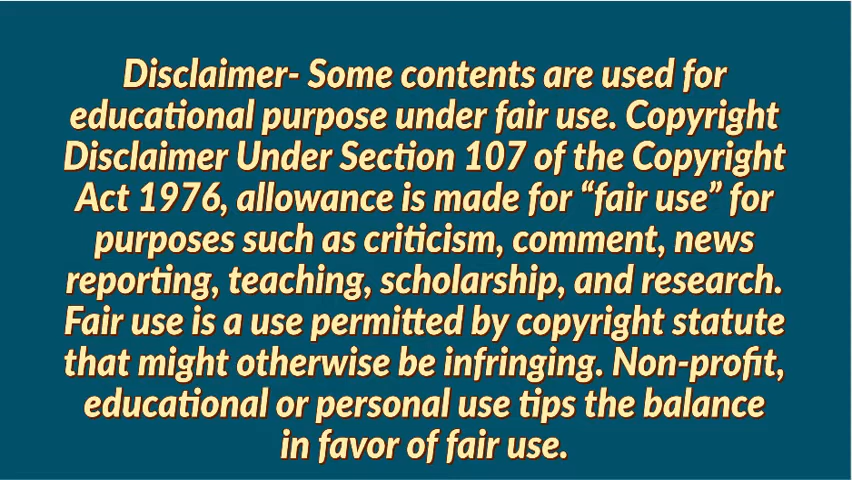 Disclaimer- Some contents are used for
educational purpose under fair use. Copyright
Disclaimer Under Section 107 of the Copyright
Act 1976, allowance is made for “fair use” for
purposes such as criticism, comment, news
reporting, teaching, scholarship, and research.
Fair use is a use permitted by copyright statute
that might otherwise be infringing. Non-profit,
educational or personal use tips the balance
in favor of fair use.